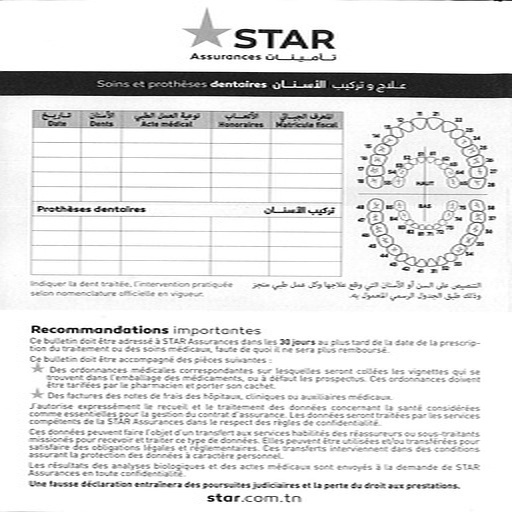 STAR
Assurances تأمينات
Soins et prothèses dentaires علاج و تركيب الأسنان
تاريخ الأسنان نوعية العمل الطبي الأتعاب المعرف الجبائي
Date Dents Acte médical Honoraires Matricule fiscal
Prothèses dentaires تركيب الأسنان
HAUT
BAS
Indiquer la dent traitée, l'intervention pratiquée
selon nomenclature officielle en vigueur.
التنصيص على السن أو الأسنان التي وقع علاجها وكل عمل طبي منجز
وذلك طبق الجدول الرسمي المعمول به.
Recommandations importantes
Ce bulletin doit être adressé à STAR Assurances dans les 30 jours au plus tard de la date de la prescrip-
tion du traitement ou des soins médicaux, faute de quoi il ne sera plus remboursé.
Ce bulletin doit être accompagné des pièces suivantes :
Des ordonnances médicales correspondantes sur lesquelles seront collées les vignettes qui se
trouvent dans l'emballage des médicaments, ou à défaut les prospectus. Ces ordonnances doivent
être tarifées par le pharmacien et porter son cachet.
Des factures des notes de frais des hôpitaux, cliniques ou auxiliaires médicaux.
J'autorise expressément le recueil et le traitement des données concernant la santé considérées
comme essentielles pour la gestion du contrat d'assurance. Les données sont traitées par les services
compétents de la STAR Assurances dans le respect des règles de confidentialité.
Ces données peuvent faire l'objet d'un transfert aux services habilités des réassureurs ou sous-traitants
missionés pour recevoir et traiter ce type de données. Elles peuvent être utilisées et/ou transférées pour
satisfaire des obligations légales et réglementaires. Ces transferts interviennent dans des conditions
assurant la protection des données à caractère personnel.
Les résultats des analyses biologiques et des actes médicaux sont envoyés à la demande de STAR
Assurances en toute confidentialité.
Une fausse déclaration entraînera des poursuites judiciaires et la perte du droit aux prestations.
star.com.tn